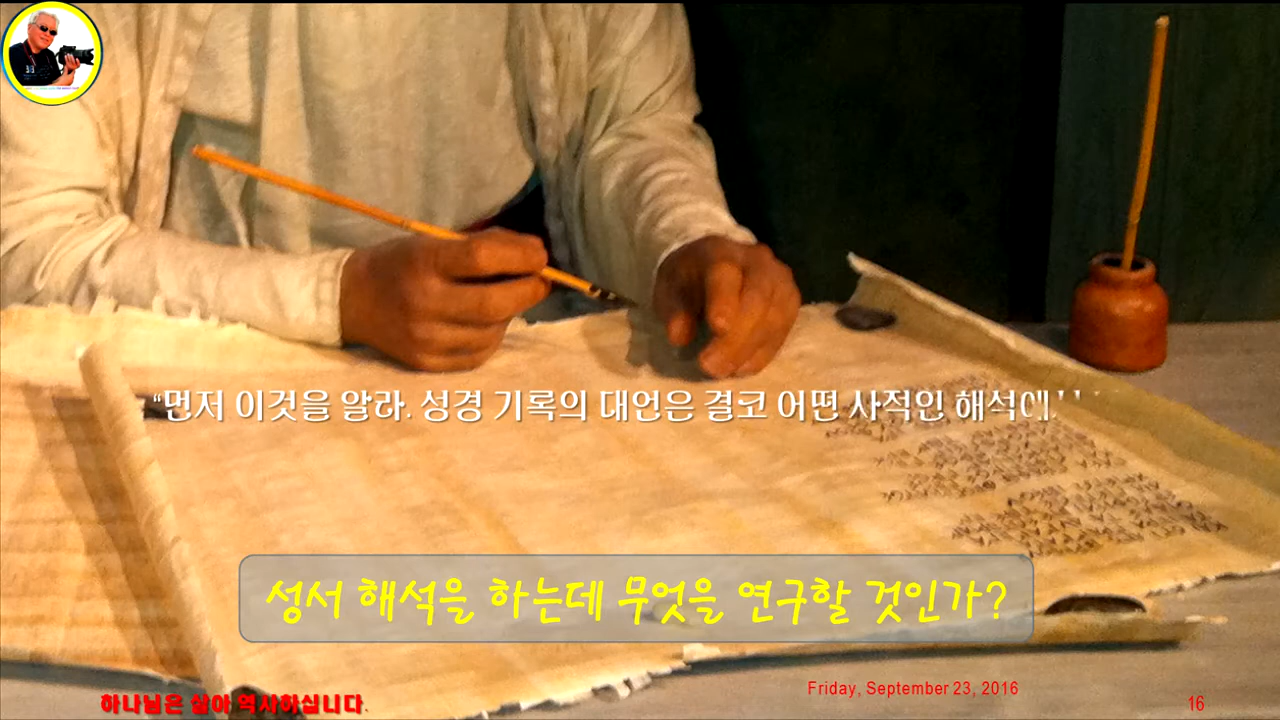 “먼저 이것을 알라. 성경 기록의 대언은 결코 어떤 사적인 해석에
성서 해석을 하는데 무엇을 연구할 것인가?
하나님은 살아 역사하십니다.
Friday, September 23, 2016
16